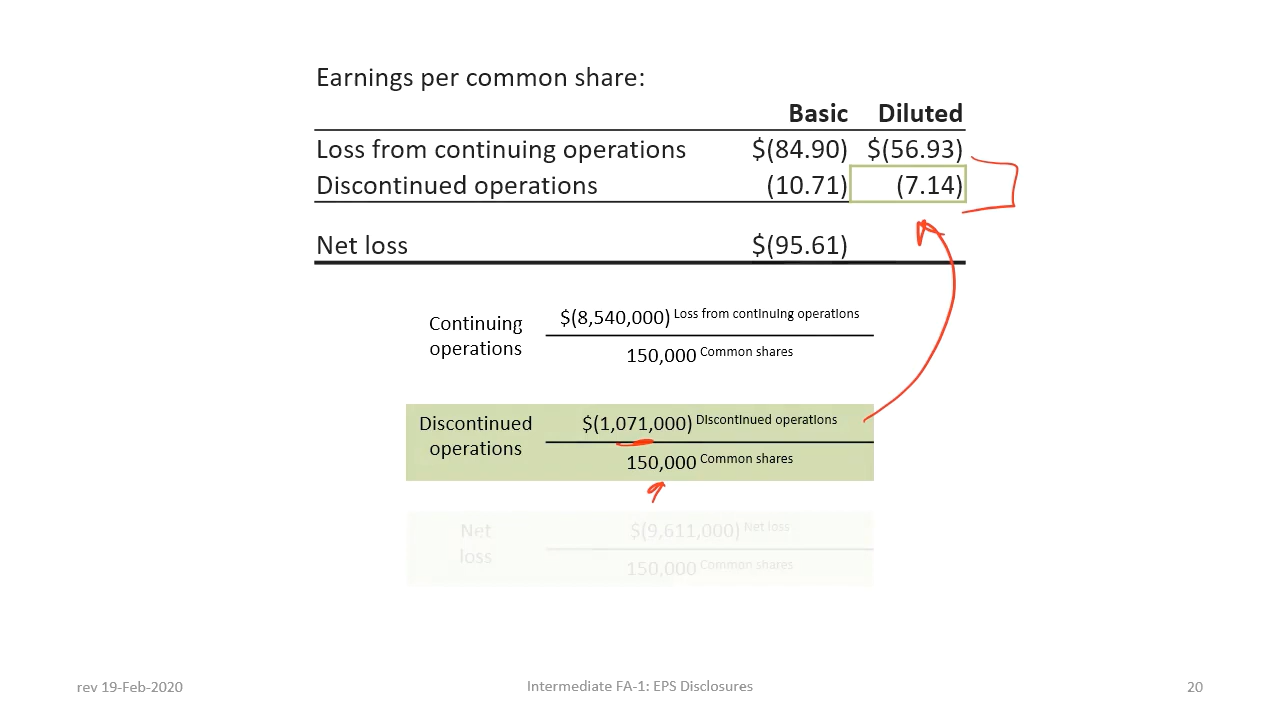 Earnings per common share:
Basic Diluted
Loss from continuing operations $(84.90) $(56.93)
Discontinued operations (10.71) (7.14)
Net loss $(95.61)
Continuing operations
$(8,540,000) Loss from continuing operations
150,000 Common shares
Discontinued operations
$(1,071,000) Discontinued operations
150,000 Common shares
Net loss
$(9,611,000) Net loss
150,000 Common shares
rev 19-Feb-2020 Intermediate FA-1: EPS Disclosures 20